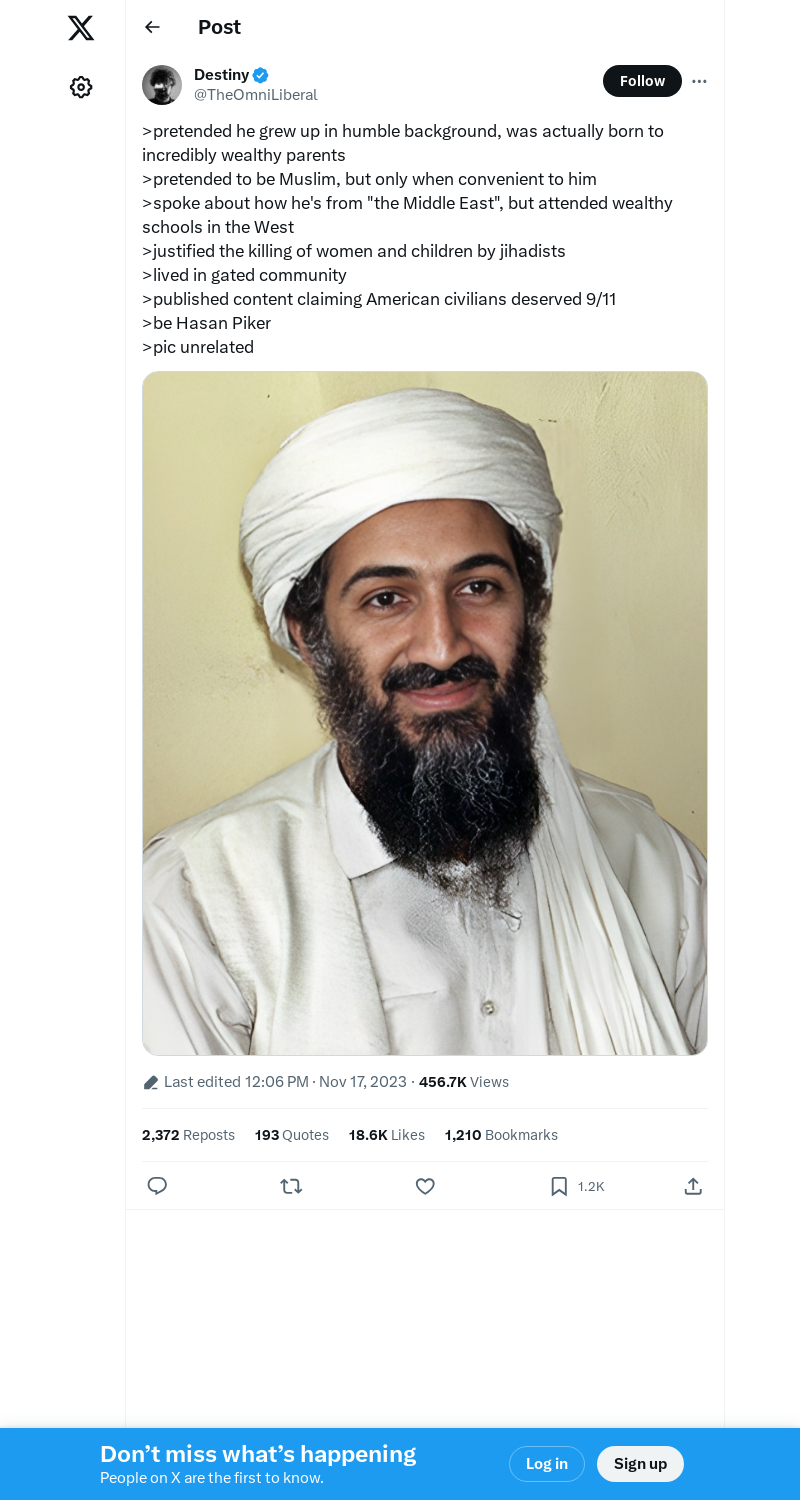 Post
Destiny
@TheOmniLiberal
Follow
>pretended he grew up in humble background, was actually born to
incredibly wealthy parents
>pretended to be Muslim, but only when convenient to him
>spoke about how he's from "the Middle East", but attended wealthy
schools in the West
>justified the killing of women and children by jihadists
>lived in gated community
>published content claiming American civilians deserved 9/11
>be Hasan Piker
>pic unrelated
Last edited 12:06 PM · Nov 17, 2023 · 456.7K Views
2,372 Reposts 193 Quotes 18.6K Likes 1,210 Bookmarks
1.2K
Don’t miss what’s happening
People on X are the first to know.
Log in
Sign up